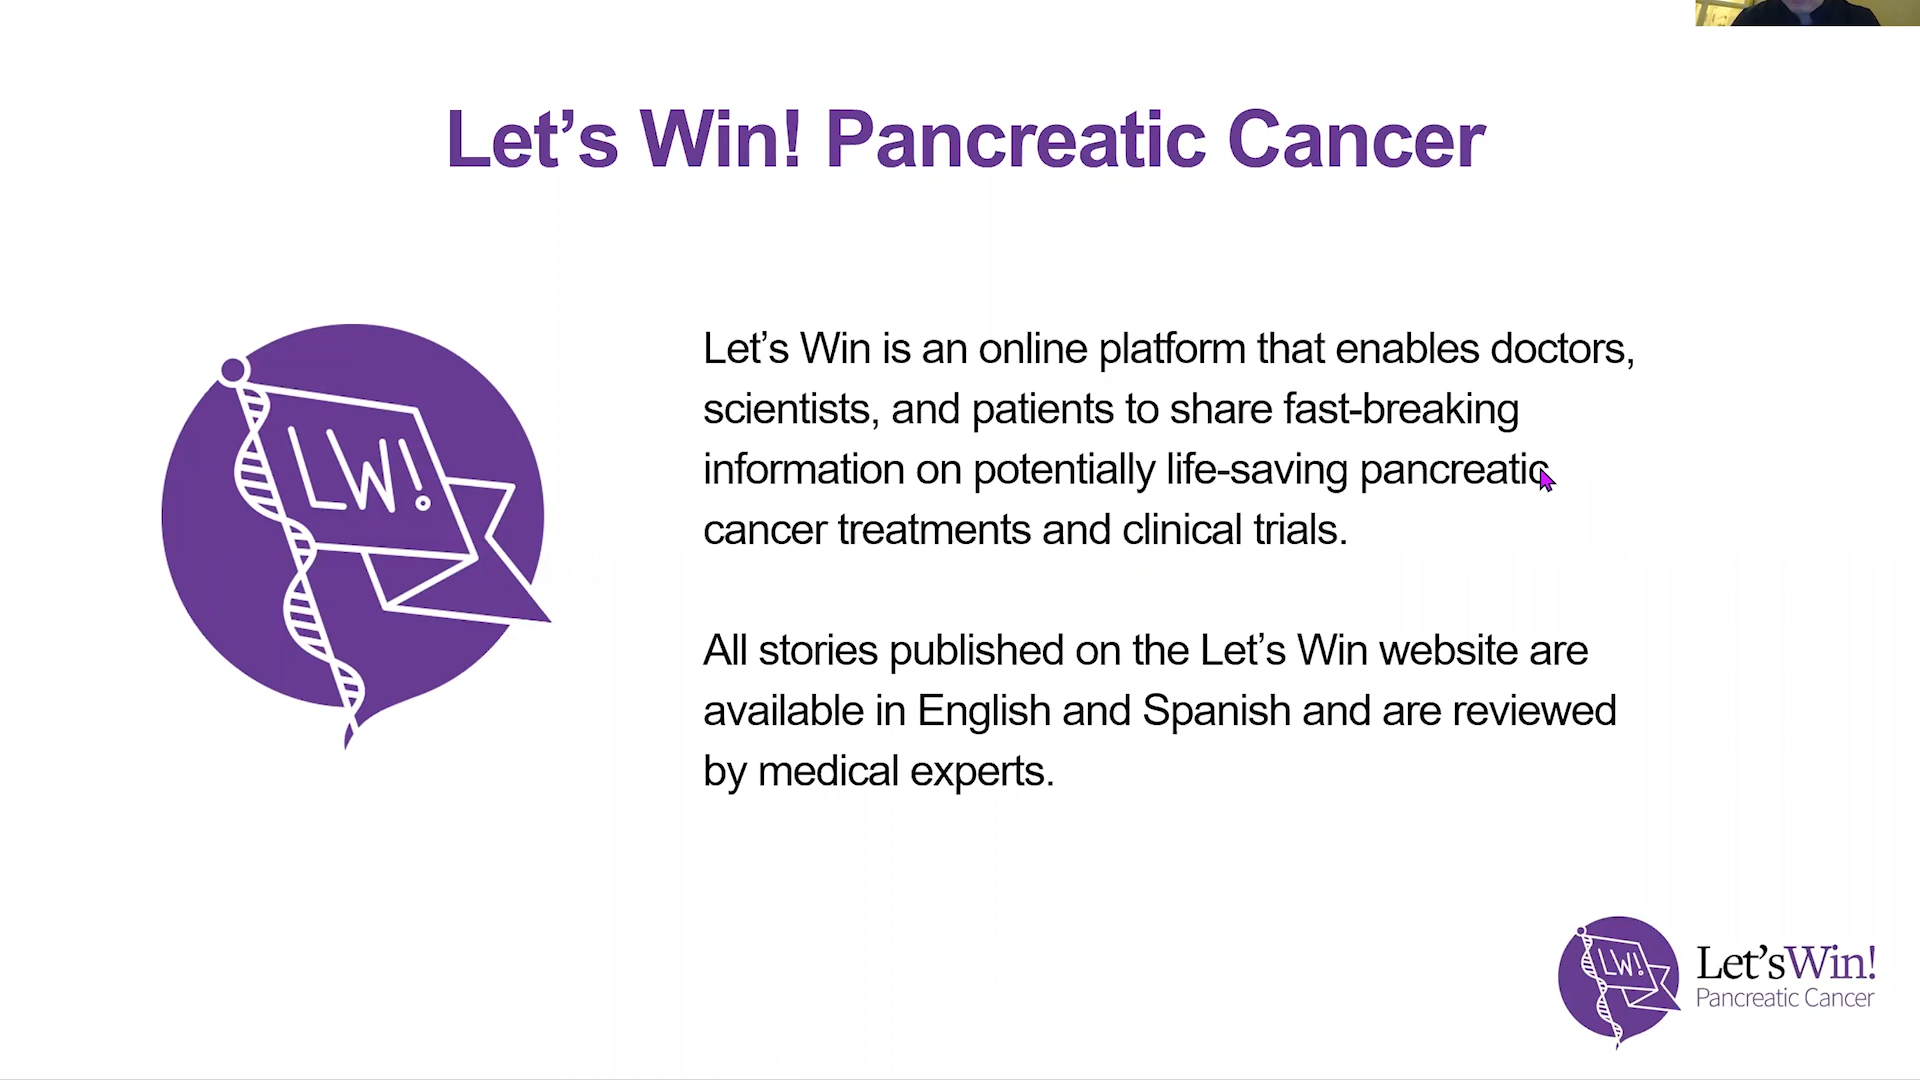 Let’s Win! Pancreatic Cancer
LW!
Let’s Win is an online platform that enables doctors,
scientists, and patients to share fast-breaking
information on potentially life-saving pancreatic
cancer treatments and clinical trials.
All stories published on the Let’s Win website are
available in English and Spanish and are reviewed
by medical experts.
LW!
Let’sWin!
Pancreatic Cancer